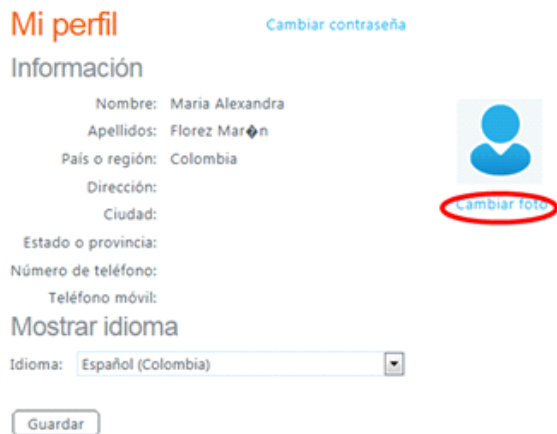 Mi perfil
Cambiar contraseña
Información
Nombre: Maria Alexandra
Apellidos: Florez Mar�n
País o región: Colombia
Dirección:
Ciudad:
Estado o provincia:
Número de teléfono:
Teléfono móvil:
Cambiar foto
Mostrar idioma
Idioma: Español (Colombia)
Guardar